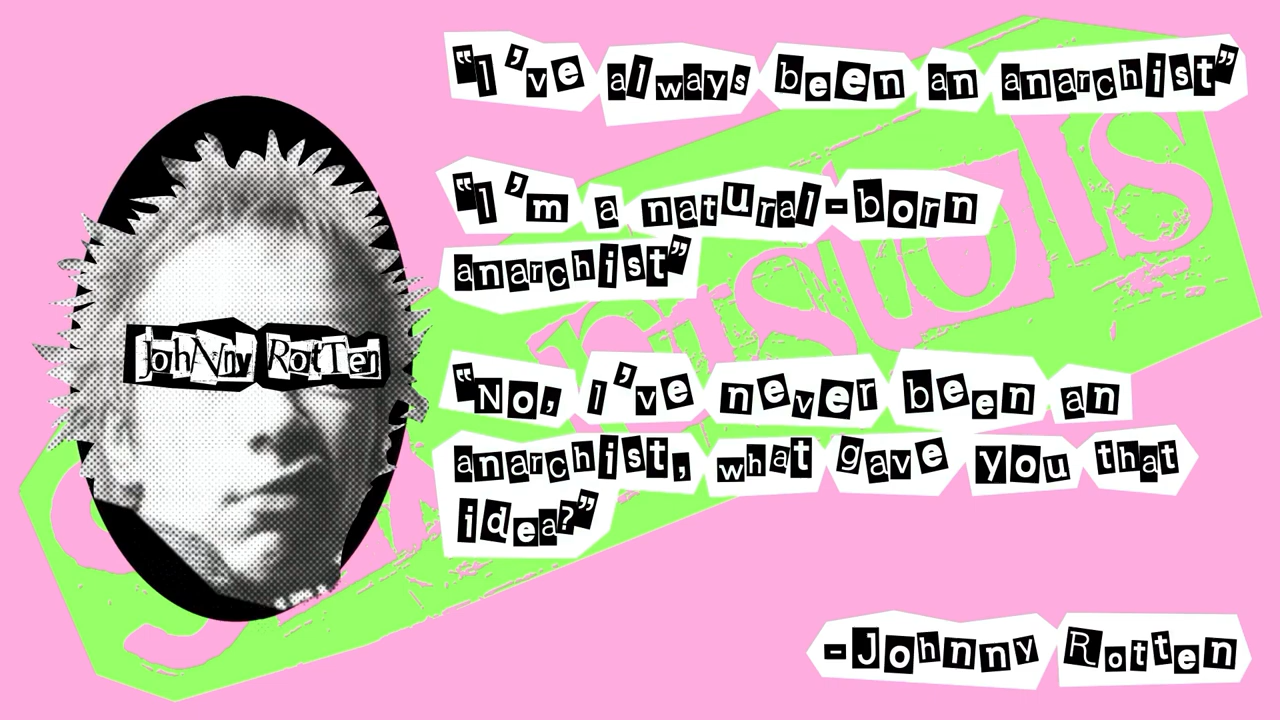 “I’ve always been an anarchist”
“I’m a natural-born
anarchist”
“No, I’ve never been an
anarchist, what gave you that
idea?”
Johnny Rotten
-Johnny Rotten